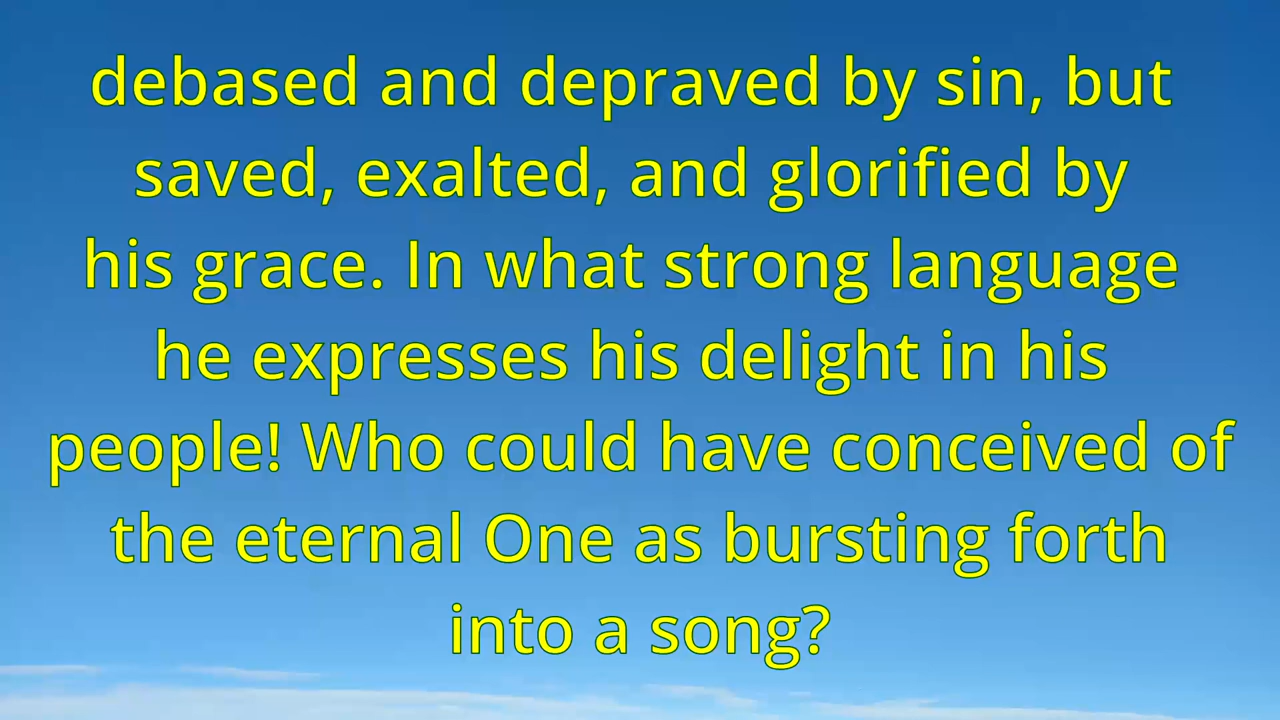 debased and depraved by sin, but
saved, exalted, and glorified by
his grace. In what strong language
he expresses his delight in his
people! Who could have conceived of
the eternal One as bursting forth
into a song?